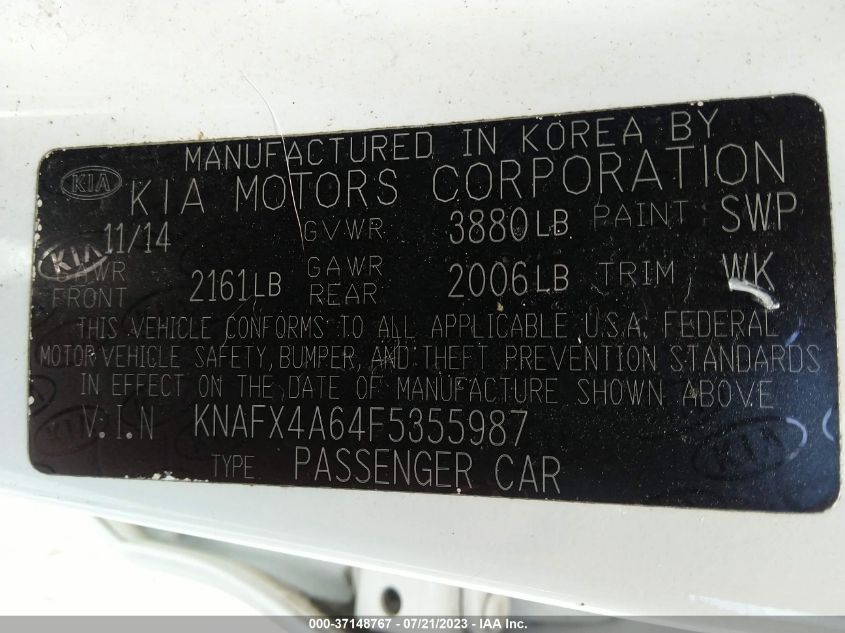 MANUFACTURED IN KOREA BY
KIA KIA MOTORS CORPORATION
11/14 GVWR 3880LB PAINT SWP
KIA
GAWR FRONT 2161LB GAWR REAR 2006LB TRIM WK
THIS VEHICLE CONFORMS TO ALL APPLICABLE U.S.A. FEDERAL
MOTOR VEHICLE SAFETY, BUMPER, AND THEFT PREVENTION STANDARDS
IN EFFECT ON THE DATE OF MANUFACTURE SHOWN ABOVE
V.I.N KNAFX4A64F5355987
KIA KIA
TYPE PASSENGER CAR
000-37148767 - 07/21/2023 - IAA Inc.